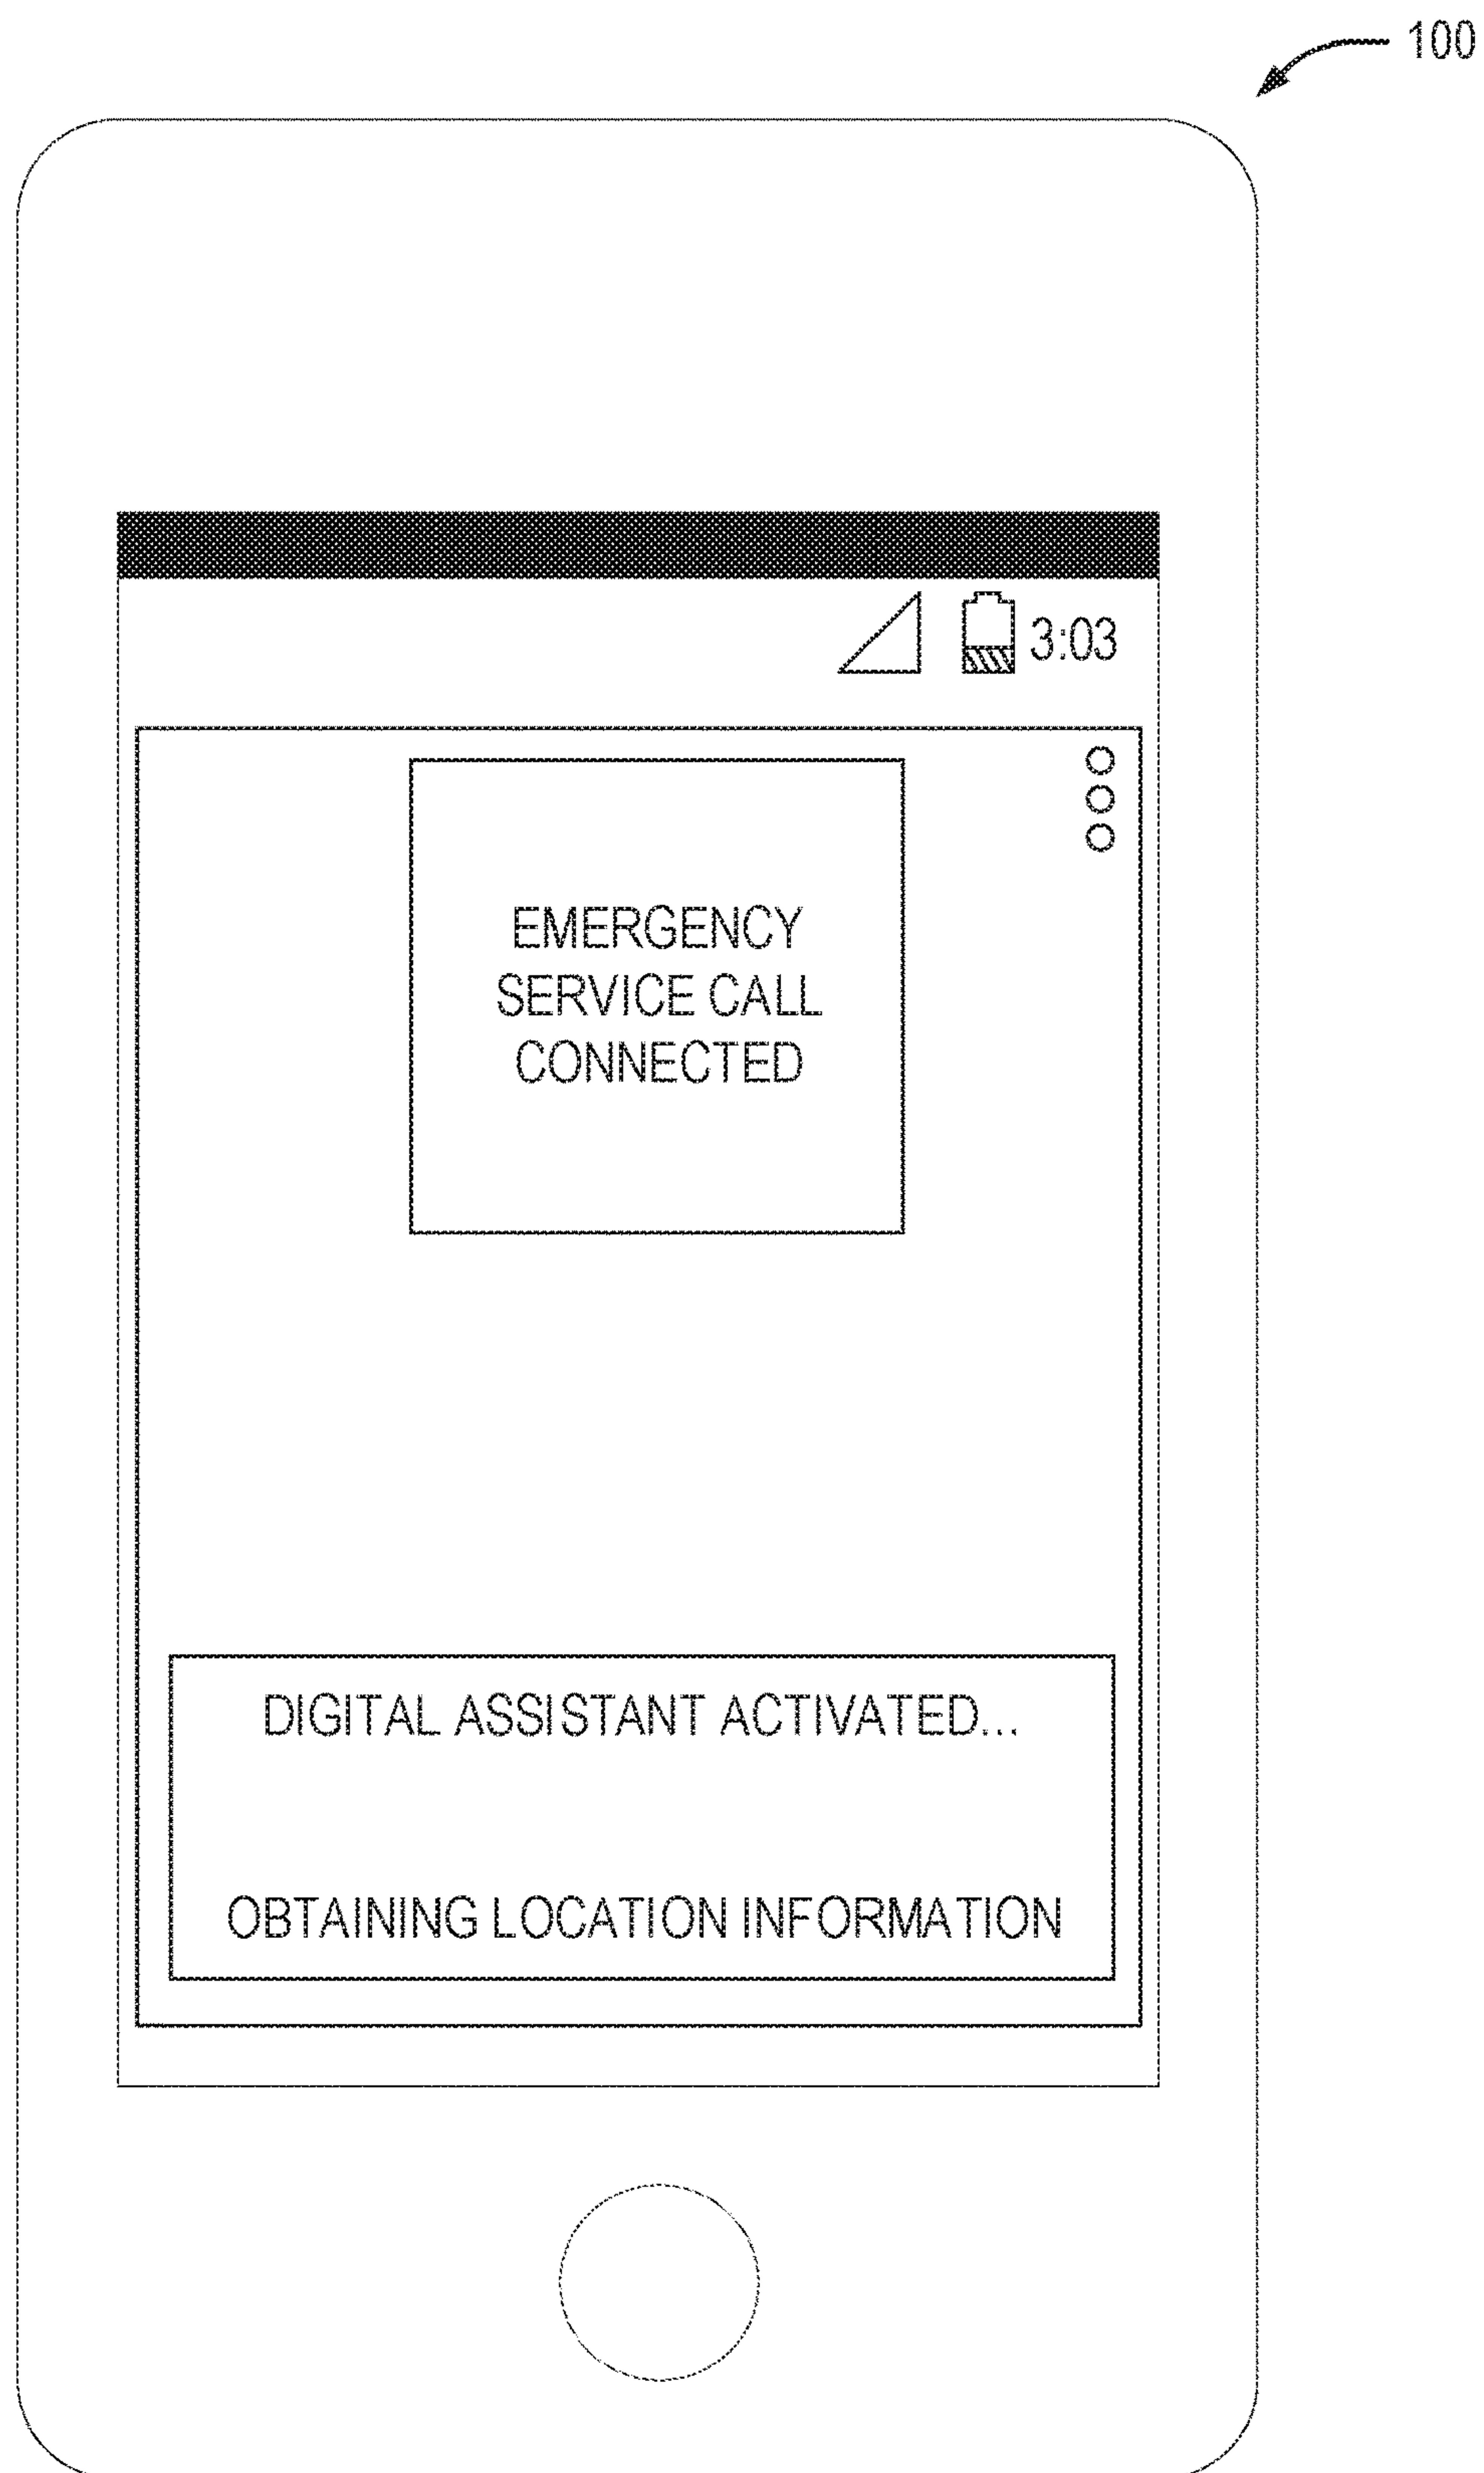 100
3:03
EMERGENCY
SERVICE CALL
CONNECTED
DIGITAL ASSISTANT ACTIVATED...
OBTAINING LOCATION INFORMATION